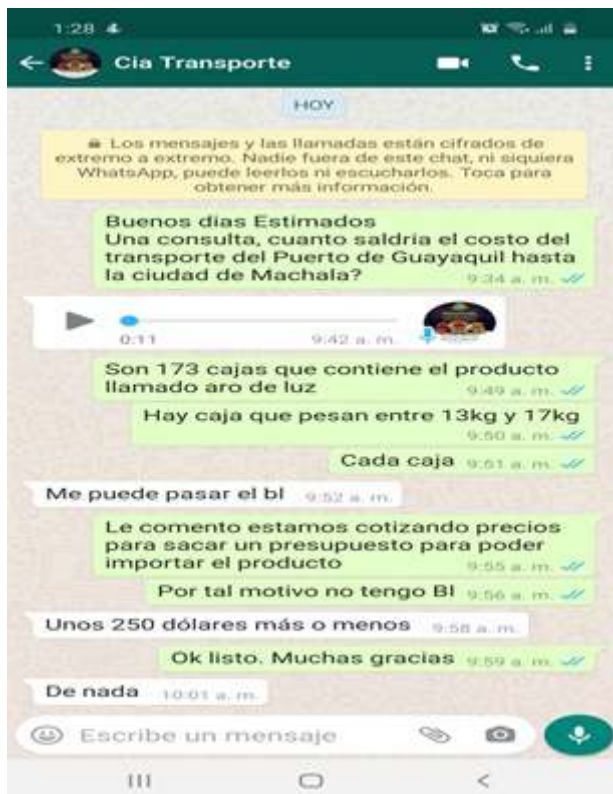 1:28
Cia Transporte
HOY
Los mensajes y las llamadas están cifrados de
extremo a extremo. Nadie fuera de este chat, ni siquiera
WhatsApp, puede leerlos ni escucharlos. Toca para
obtener más información.
Buenos dias Estimados
Una consulta, cuanto saldria el costo del
transporte del Puerto de Guayaquil hasta
la ciudad de Machala?
9:34 a. m.
0:11 9:42 a. m.
Son 173 cajas que contiene el producto
llamado aro de luz
9:49 a. m.
Hay caja que pesan entre 13kg y 17kg
9:50 a. m.
Cada caja 9:51 a. m.
Me puede pasar el bl 9:52 a. m.
Le comento estamos cotizando precios
para sacar un presupuesto para poder
importar el producto
9:55 a. m.
Por tal motivo no tengo Bl 9:56 a. m.
Unos 250 dólares más o menos 9:58 a. m.
Ok listo. Muchas gracias 9:59 a. m.
De nada 10:01 a. m.
Escribe un mensaje